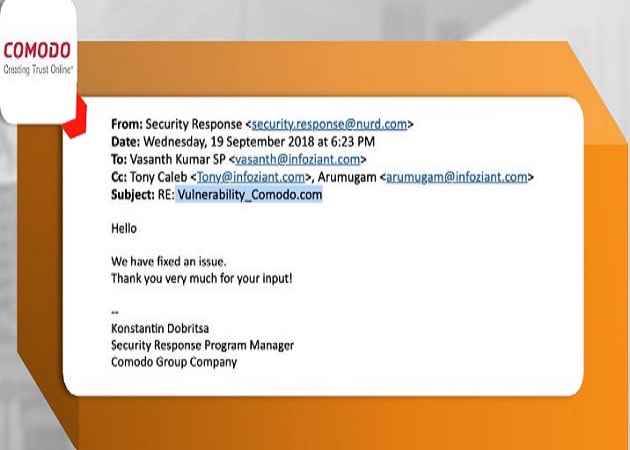 COMODO
Creating Trust Online®
From: Security Response <security.response@nurd.com>
Date: Wednesday, 19 September 2018 at 6:23 PM
To: Vasanth Kumar SP <vasanth@infoziant.com>
Cc: Tony Caleb <Tony@infoziant.com>, Arumugam <arumugam@infoziant.com>
Subject: RE: Vulnerability_Comodo.com
Hello
We have fixed an issue.
Thank you very much for your input!
--
Konstantin Dobritsa
Security Response Program Manager
Comodo Group Company